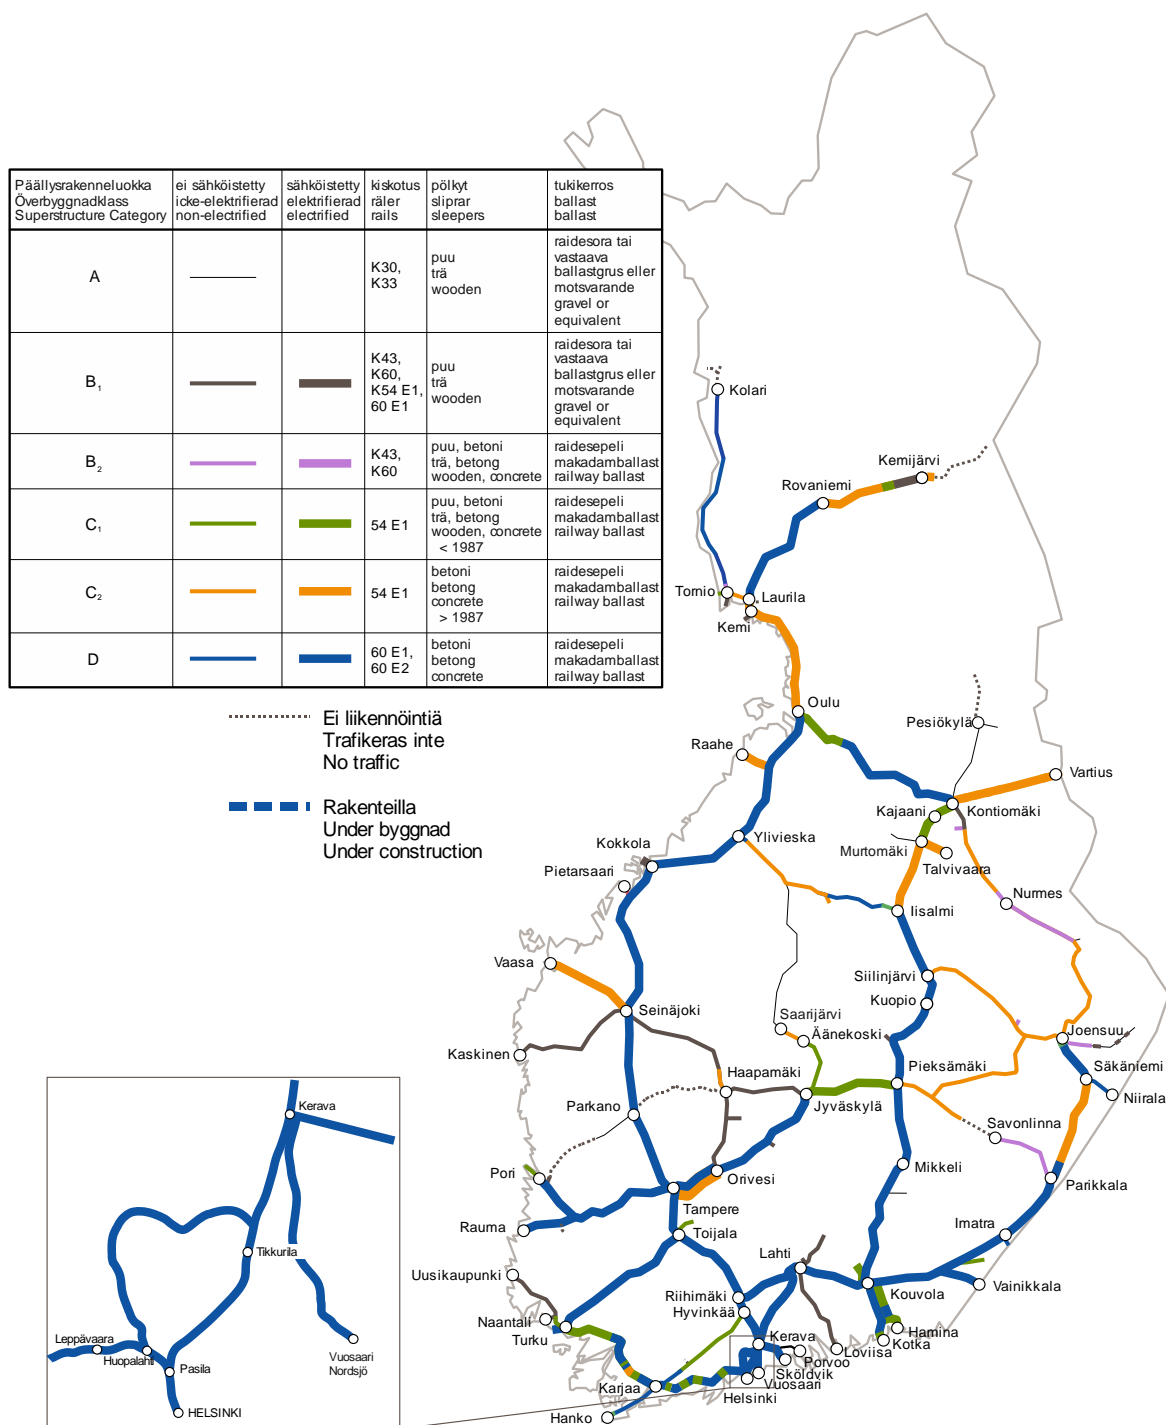 Päällysrakenneluokka
Överbyggnadklass
Superstructure Category
ei sähköistetty
icke-elektrifierad
non-electrified
sähköistetty
elektrifierad
electrified
kiskotus
räler
rails
pölkyt
sliprar
sleepers
tukikerros
ballast
ballast
A
K30,
K33
puu
trä
wooden
raidesora tai
vastaava
ballastgrus eller
motsvarande
gravel or
equivalent
B1
K43,
K60,
K54 E1,
60 E1
puu
trä
wooden
raidesora tai
vastaava
ballastgrus eller
motsvarande
gravel or
equivalent
B2
K43,
K60
puu, betoni
trä, betong
wooden, concrete
raidesepeli
makadamballast
railway ballast
C1
54 E1
puu, betoni
trä, betong
wooden, concrete
< 1987
raidesepeli
makadamballast
railway ballast
C2
54 E1
betoni
betong
concrete
> 1987
raidesepeli
makadamballast
railway ballast
D
60 E1,
60 E2
betoni
betong
concrete
raidesepeli
makadamballast
railway ballast
Ei liikennöintiä
Trafikeras inte
No traffic
Rakenteilla
Under byggnad
Under construction
Kolari
Kemijärvi
Rovaniemi
Tornio
Laurila
Kemi
Oulu
Pesiökylä
Raahe
Vartius
Kajaani
Kontiomäki
Ylivieska
Murtomäki
Talvivaara
Kokkola
Pietarsaari
Nurmes
Iisalmi
Vaasa
Siilinjärvi
Kuopio
Seinäjoki
Saarijärvi
Äänekoski
Joensuu
Kaskinen
Haapamäki
Pieksämäki
Säkäniemi
Parkano
Jyväskylä
Niirala
Savonlinna
Pori
Orivesi
Mikkeli
Parikkala
Tampere
Rauma
Toijala
Imatra
Lahti
Uusikaupunki
Vainikkala
Riihimäki
Kouvola
Hyvinkää
Naantali
Turku
Hamina
Kotka
Kerava
Loviisa
Porvoo
Sköldvik
Vuosaari
Karjaa
Helsinki
Hanko
Kerava
Tikkurila
Leppävaara
Huopalahti
Pasila
Vuosaari
Nordsjö
HELSINKI